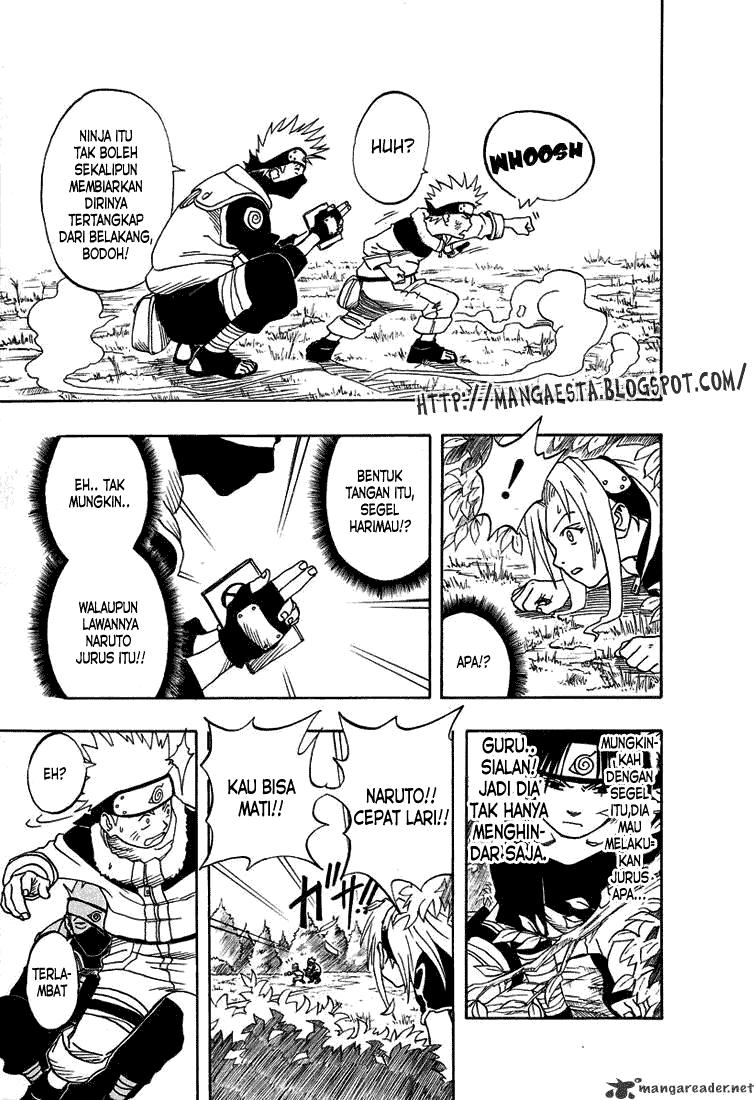 WHOOSH
HUH?
NINJA ITU
TAK BOLEH
SEKALIPUN
MEMBIARKAN
DIRINYA
TERTANGKAP
DARI BELAKANG,
BODOH!
HTTP://MANGAESTA.BLOGSPOT.COM/
!
APA!?
BENTUK
TANGAN ITU,
SEGEL
HARIMAU!?
EH.. TAK
MUNGKIN..
WALAUPUN
LAWANNYA
NARUTO
JURUS ITU!!
MUNGKIN-
KAH
DENGAN
SEGEL
ITU,DIA
MAU
MELAKU-
KAN
JURUS
APA...
GURU..
SIALAN!
JADI DIA
TAK HANYA
MENGHIN-
DAR SAJA.
NARUTO!!
CEPAT LARI!!
KAU BISA
MATI!!
ガサッ
EH?
TERLA-
MBAT
mangareader.net